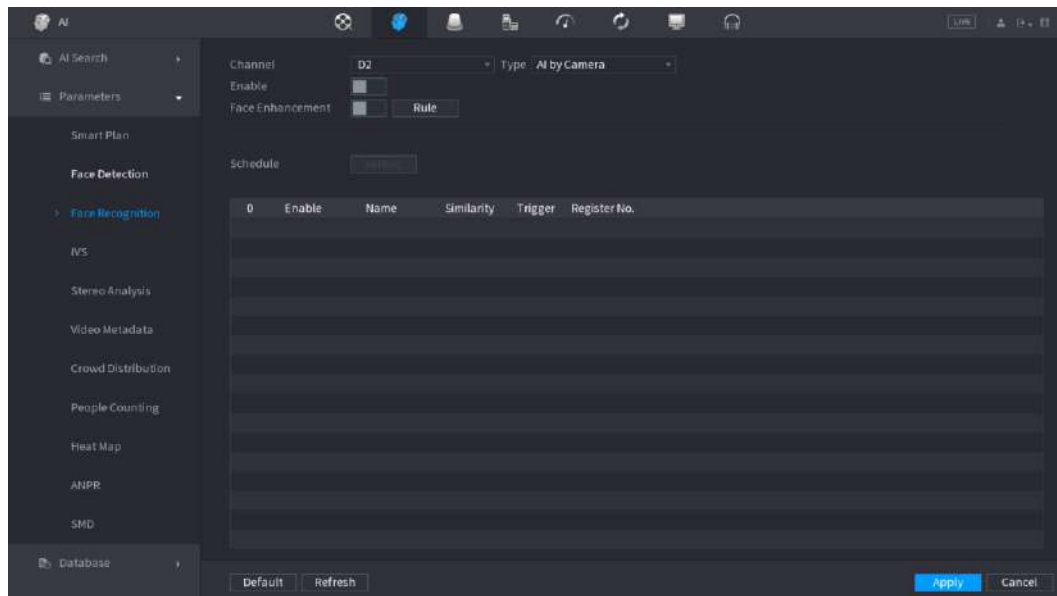 AI
LIVE
AI Search
Parameters
Smart Plan
Face Detection
Face Recognition
IVS
Stereo Analysis
Video Metadata
Crowd Distribution
People Counting
Heat Map
ANPR
SMD
Database
Channel D2 Type AI by Camera
Enable
Face Enhancement Rule
Schedule
0 Enable Name Similarity Trigger Register No.
Default Refresh Apply Cancel